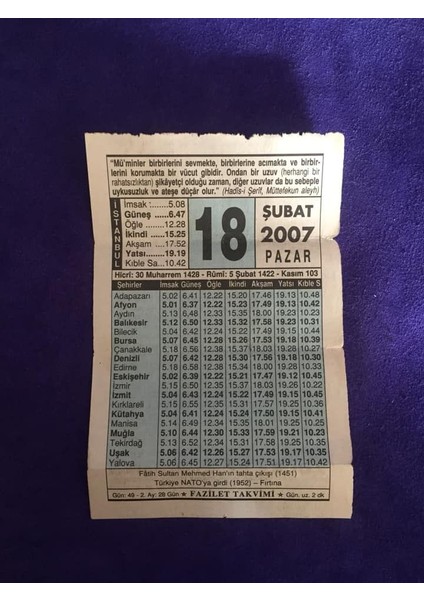 "Mü'minler birbirlerini sevmekte, birbirlerine acımakta ve birbir-
lerini korumakta bir vücut gibidir. Ondan bir uzuv (herhangi bir
rahatsızlıktan) şikâyetçi olduğu zaman, diğer uzuvlar da bu sebeple
uykusuzluk ve ateşe düçâr olur." (Hadîs-i Şerif, Müttefekun aleyh)
İSTANBUL
İmsak : 5.08
Güneş : 6.47
Öğle : 12.28
İkindi : 15.25
Akşam : 17.52
Yatsı : 19.19
Kıble Sa... 10.42
18
ŞUBAT
2007
PAZAR
Hicrî: 30 Muharrem 1428 - Rûmî: 5 Şubat 1422 - Kasım 103
Şehirler İmsak Güneş Öğle İkindi Akşam Yatsı Kıble S
Adapazarı 5.02 6.41 12.22 15.20 17.46 19.13 10.48
Afyon 5.01 6.37 12.22 15.23 17.49 19.13 10.42
Aydın 5.13 6.48 12.33 15.35 18.00 19.23 10.23
Balıkesir 5.12 6.50 12.33 15.32 17.58 19.23 10.31
Bilecik 5.04 6.42 12.24 15.22 17.49 19.15 10.44
Bursa 5.07 6.45 12.28 15.26 17.53 19.18 10.39
Çanakkale 5.18 6.56 12.38 15.37 18.03 19.28 10.27
Denizli 5.07 6.42 12.28 15.30 17.56 19.18 10.30
Edirne 5.18 6.58 12.38 15.34 18.00 19.28 10.33
Eskişehir 5.02 6.39 12.22 15.21 17.47 19.12 10.45
İzmir 5.15 6.50 12.35 15.37 18.03 19.26 10.22
İzmit 5.04 6.43 12.24 15.22 17.49 19.15 10.45
Kırklareli 5.15 6.55 12.35 15.31 17.58 19.25 10.35
Kütahya 5.04 6.41 12.24 15.24 17.50 19.15 10.41
Manisa 5.14 6.49 12.34 15.35 18.01 19.25 10.25
Muğla 5.10 6.44 12.30 15.33 17.59 19.21 10.23
Tekirdağ 5.13 6.52 12.34 15.31 17.58 19.25 10.35
Uşak 5.06 6.42 12.26 15.27 17.53 19.17 10.35
Yalova 5.06 6.45 12.27 15.24 17.51 19.17 10.42
Fâtih Sultan Mehmed Han'ın tahta çıkışı (1451)
Türkiye NATO'ya girdi (1952) – Fırtına
Gün: 49 - 2. Ay: 28 Gün ★ FAZİLET TAKVİMİ ★ Gün. uz. 2 dk